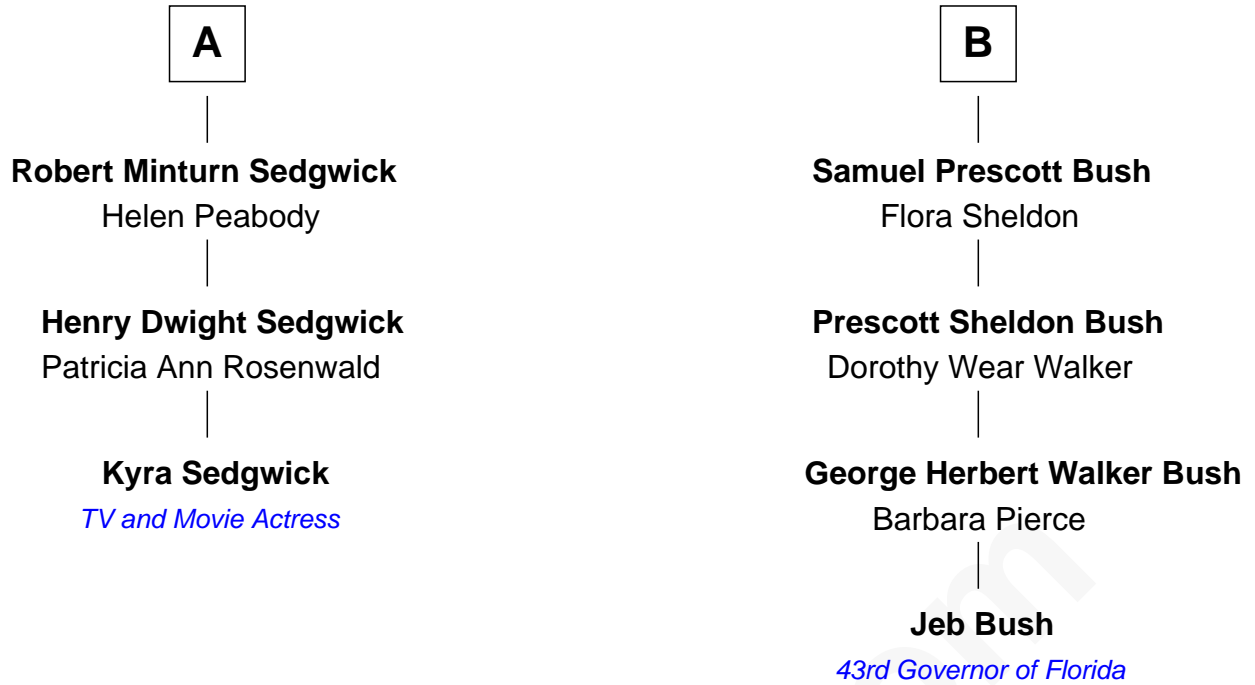 A
B
Robert Minturn Sedgwick
Helen Peabody
Samuel Prescott Bush
Flora Sheldon
Henry Dwight Sedgwick
Patricia Ann Rosenwald
Prescott Sheldon Bush
Dorothy Wear Walker
Kyra Sedgwick
TV and Movie Actress
George Herbert Walker Bush
Barbara Pierce
Jeb Bush
43rd Governor of Florida